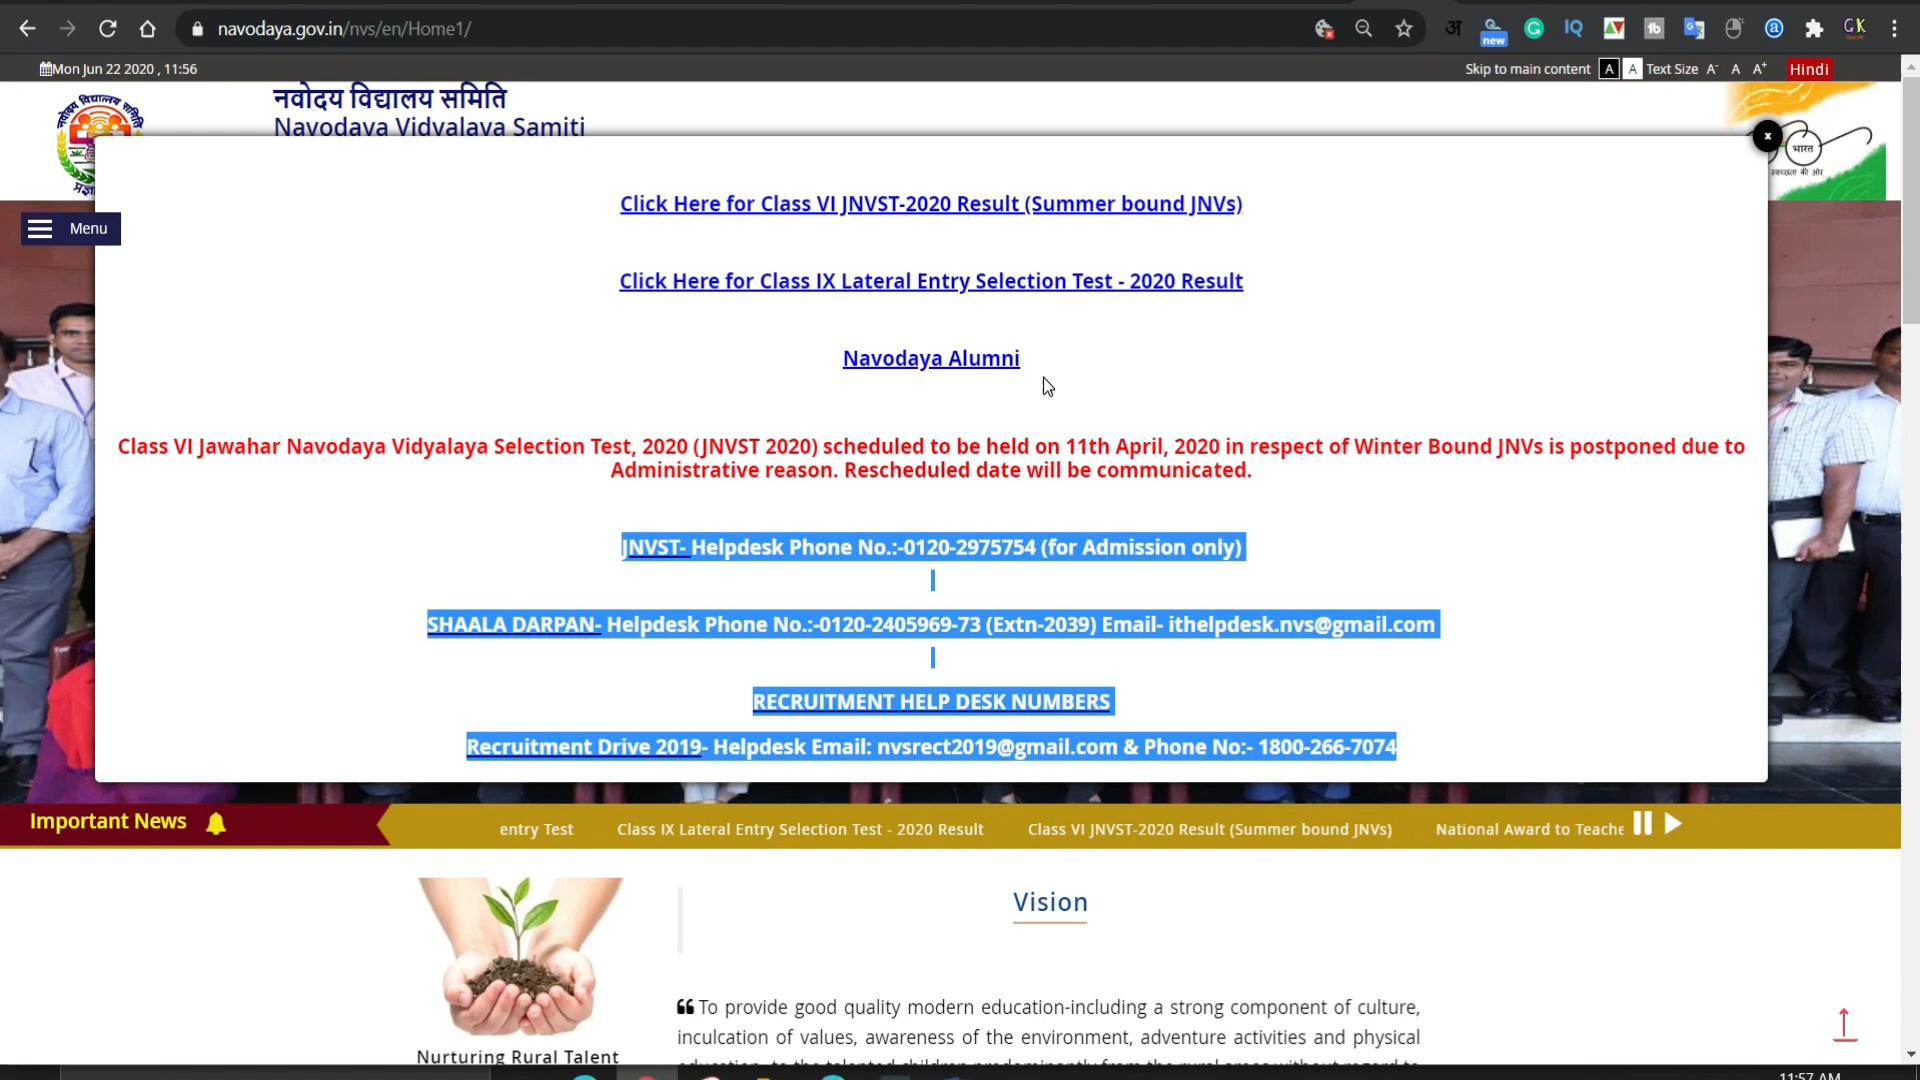 navodaya.gov.in/nvs/en/Home1/
new
Mon Jun 22 2020 , 11:56
Skip to main content A A Text Size A- A A+ Hindi
नवोदय विद्यालय समिति
Navodaya Vidyalaya Samiti
भारत
Menu
x
Click Here for Class VI JNVST-2020 Result (Summer bound JNVs)
Click Here for Class IX Lateral Entry Selection Test - 2020 Result
Navodaya Alumni
Class VI Jawahar Navodaya Vidyalaya Selection Test, 2020 (JNVST 2020) scheduled to be held on 11th April, 2020 in respect of Winter Bound JNVs is postponed due to
Administrative reason. Rescheduled date will be communicated.
JNVST- Helpdesk Phone No.:-0120-2975754 (for Admission only)
SHAALA DARPAN- Helpdesk Phone No.:-0120-2405969-73 (Extn-2039) Email- ithelpdesk.nvs@gmail.com
RECRUITMENT HELP DESK NUMBERS
Recruitment Drive 2019- Helpdesk Email: nvsrect2019@gmail.com & Phone No:- 1800-266-7074
Important News
entry Test Class IX Lateral Entry Selection Test - 2020 Result Class VI JNVST-2020 Result (Summer bound JNVs) National Award to Teache
Vision
❝ To provide good quality modern education-including a strong component of culture,
inculcation of values, awareness of the environment, adventure activities and physical
Nurturing Rural Talent
11:57 AM